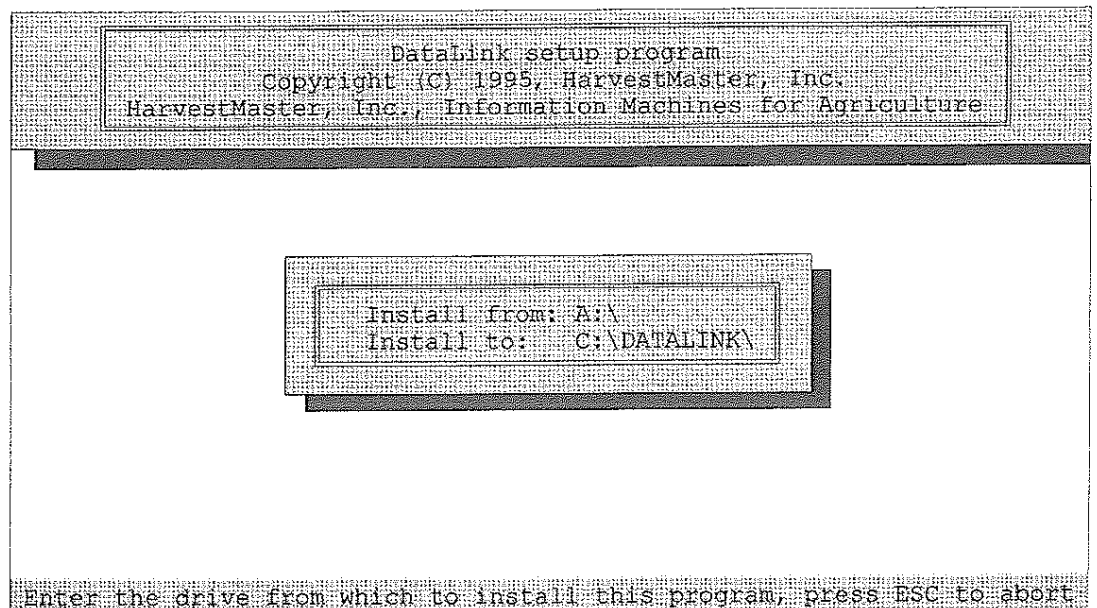 DataLink setup program
Copyright (C) 1995, HarvestMaster, Inc.
HarvestMaster, Inc., Information Machines for Agriculture
Install from: A:\
Install to: C:\DATALINK\
Enter the drive from which to install this program, press ESC to abort